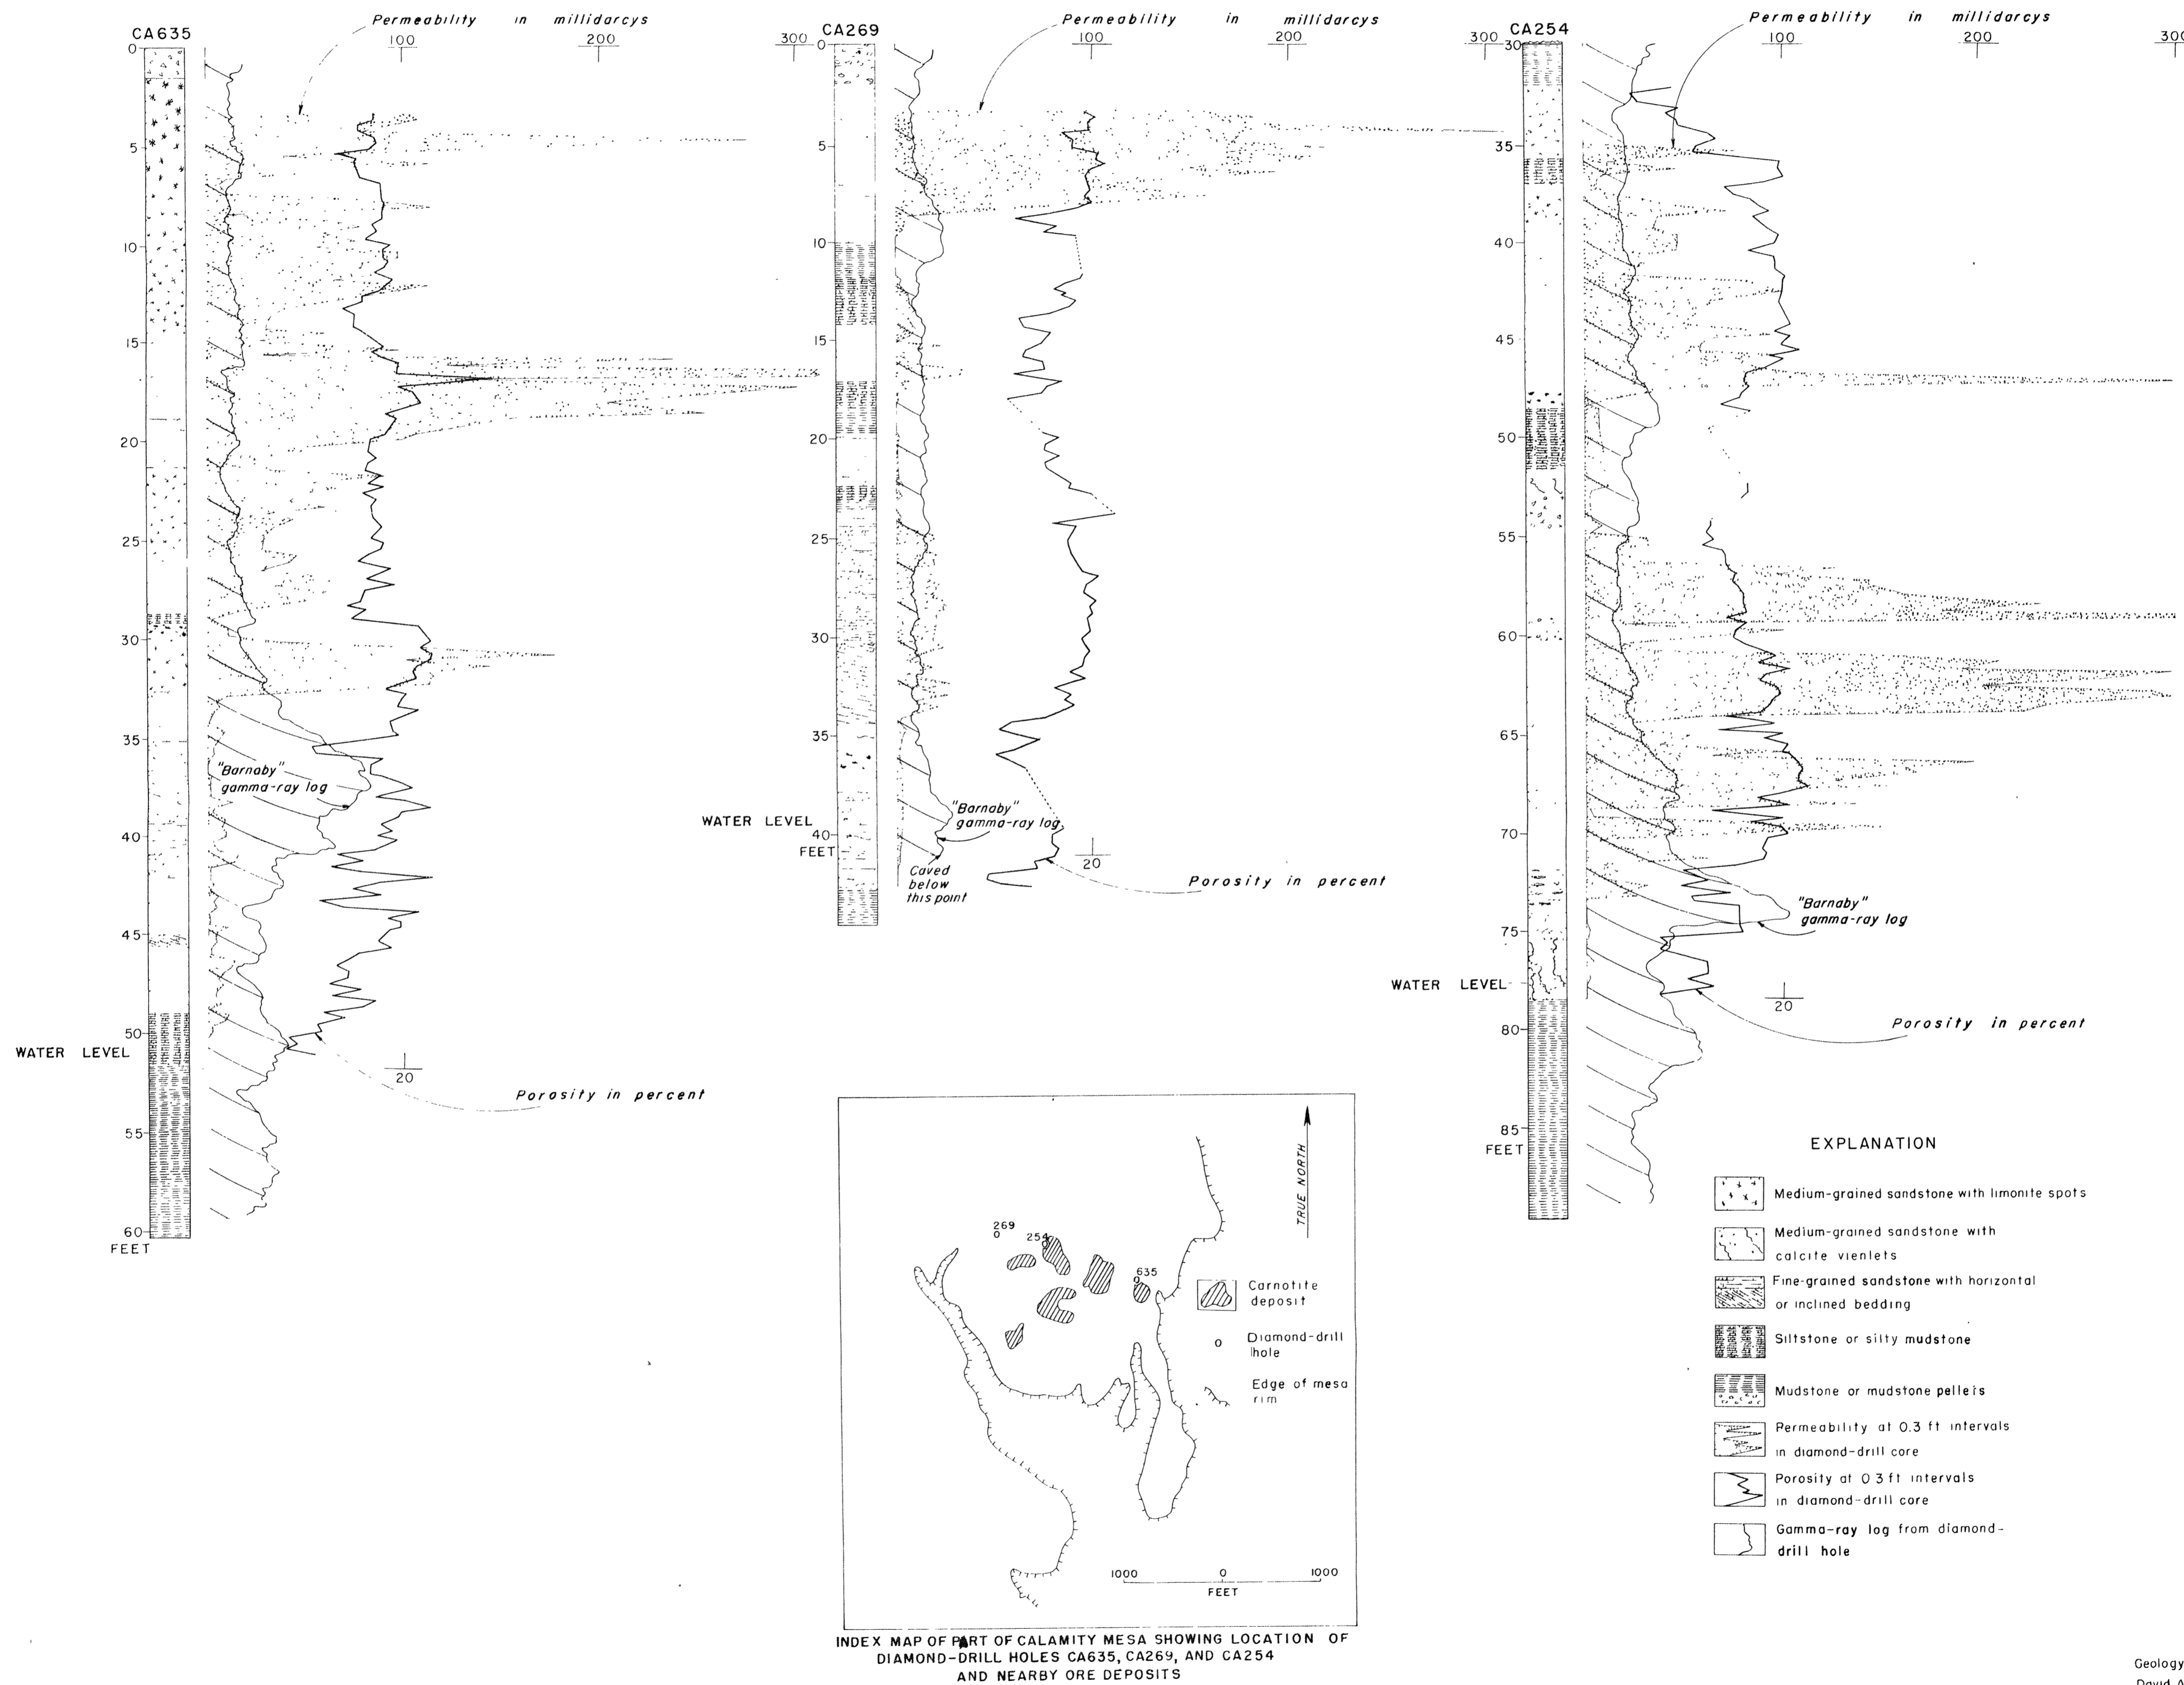 CA635
Permeability in millidarcys
100
200
300
0
5
10
15
20
25
30
35
40
45
50
55
60
FEET
"Barnaby"
gamma-ray log
WATER LEVEL
20
Porosity in percent
CA269
Permeability in millidarcys
100
200
300
0
5
10
15
20
25
30
35
40
FEET
WATER LEVEL
"Barnaby"
gamma-ray log
Caved
below
this point
20
Porosity in percent
CA254
Permeability in millidarcys
100
200
300
30
35
40
45
50
55
60
65
70
75
80
85
FEET
WATER LEVEL
"Barnaby"
gamma-ray log
20
Porosity in percent
TRUE NORTH
269
254
635
Carnotite
deposit
Diamond-drill
hole
Edge of mesa
rim
1000 0 1000
FEET
INDEX MAP OF PART OF CALAMITY MESA SHOWING LOCATION OF
DIAMOND-DRILL HOLES CA635, CA269, AND CA254
AND NEARBY ORE DEPOSITS
EXPLANATION
Medium-grained sandstone with limonite spots
Medium-grained sandstone with
calcite vienlets
Fine-grained sandstone with horizontal
or inclined bedding
Siltstone or silty mudstone
Mudstone or mudstone pellets
Permeability at 0.3 ft intervals
in diamond-drill core
Porosity at 0 3 ft intervals
in diamond-drill core
Gamma-ray log from diamond-
drill hole
Geology
David A